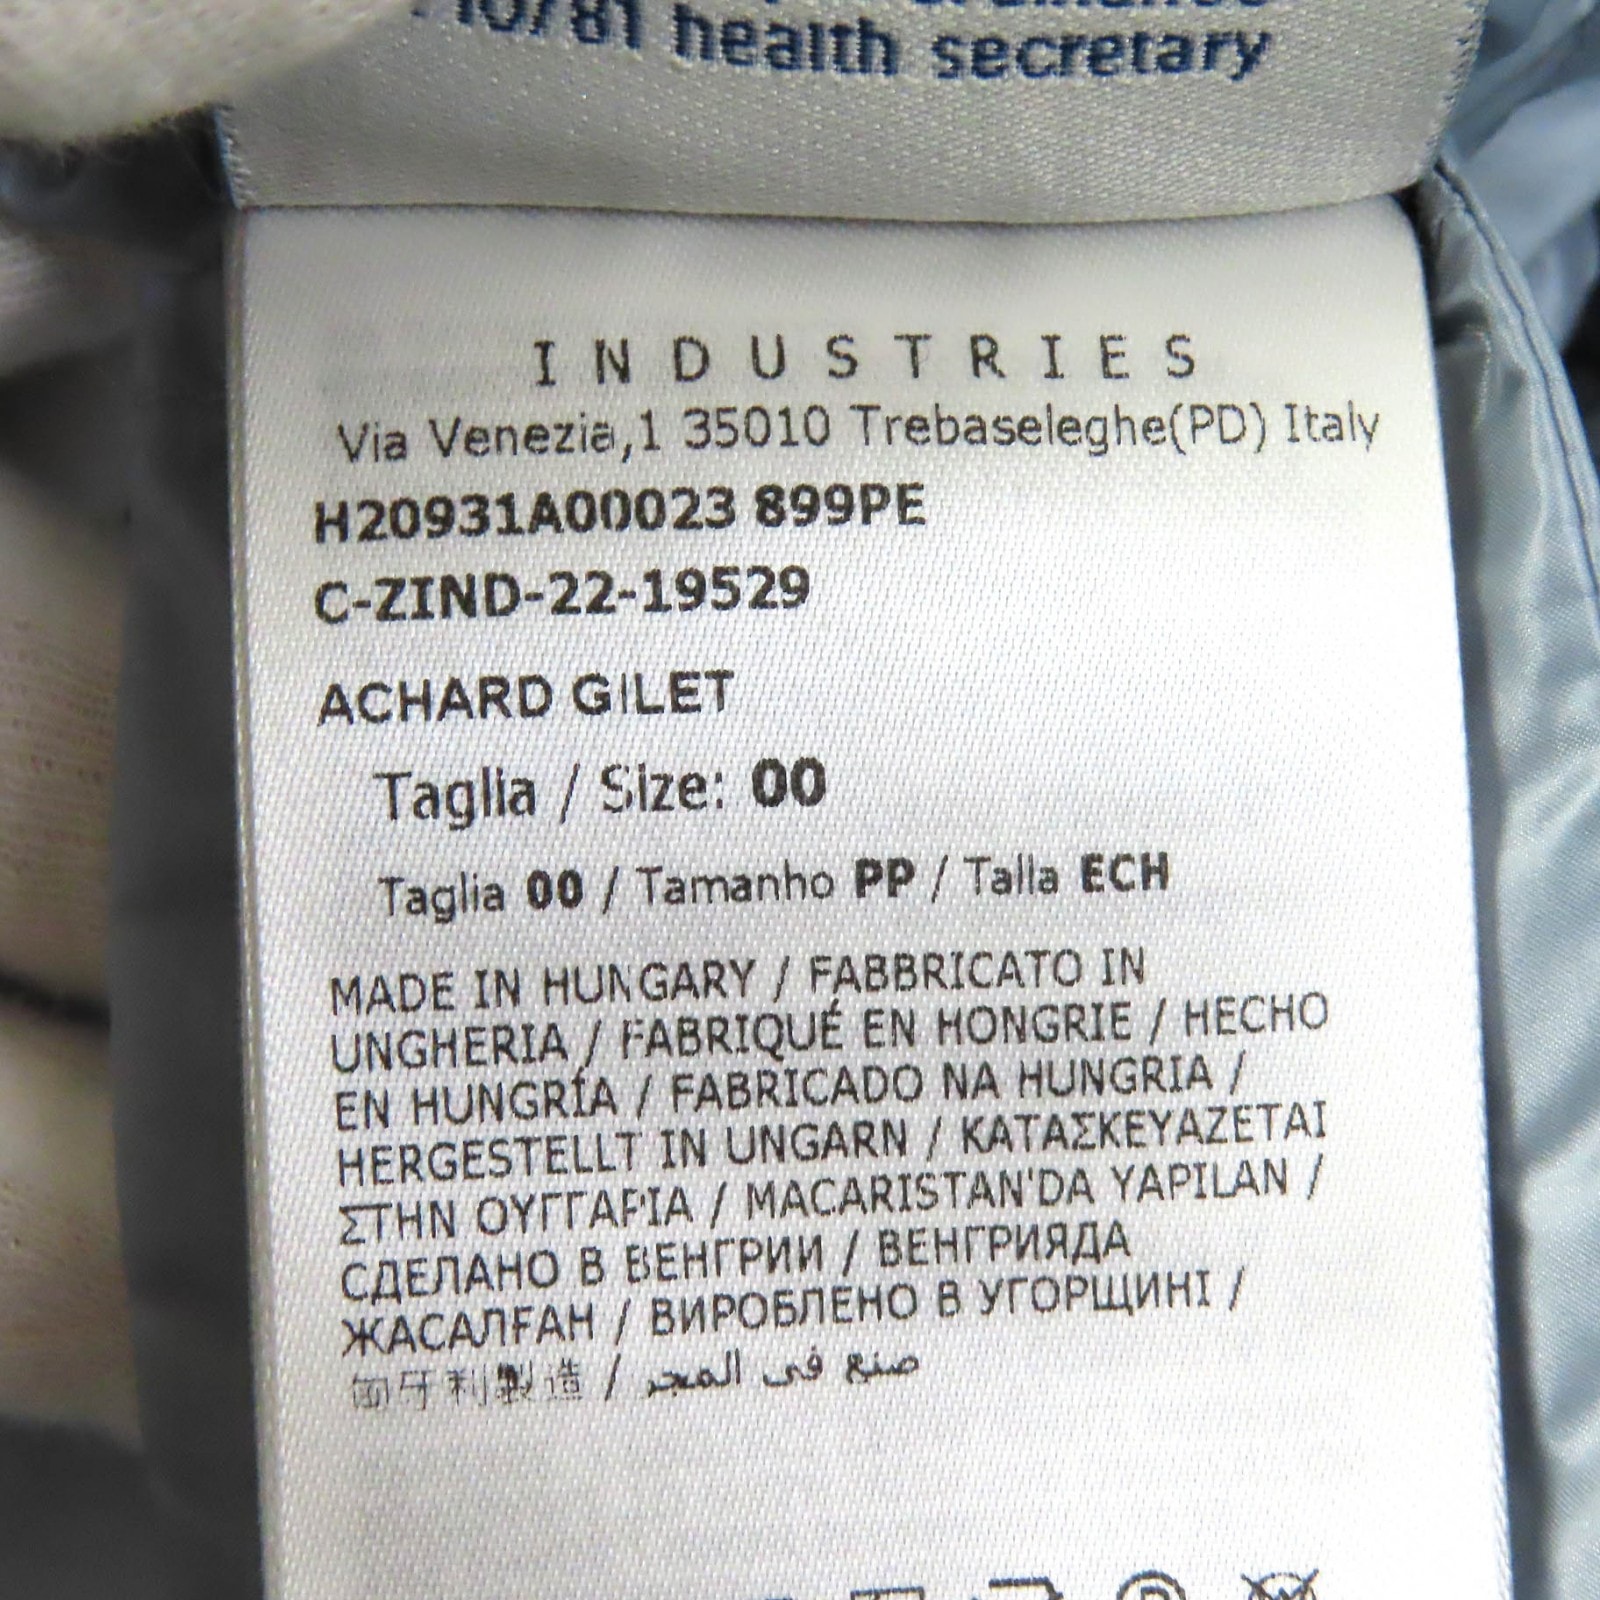 10/81 health secretary
INDUSTRIES
Via Venezia,1 35010 Trebaseleghe(PD) Italy
H20931A00023 899PE
C-ZIND-22-19529
ACHARD GILET
Taglia / Size: 00
Taglia 00 / Tamanho PP / Talla ECH
MADE IN HUNGARY / FABBRICATO IN
UNGHERIA / FABRIQUÉ EN HONGRIE / HECHO
EN HUNGRÍA / FABRICADO NA HUNGRIA /
HERGESTELLT IN UNGARN / ΚΑΤΑΣΚΕΥΑΖΕΤΑΙ
ΣΤΗΝ ΟΥΓΓΑΡΙΑ / MACARISTAN'DA YAPILAN /
СДЕЛАНО В ВЕНГРИИ / ВЕНГРИЯДА
ЖАСАЛҒАН / ВИРОБЛЕНО В УГОРЩИНІ /
匈牙利製造 / صنع في المجر